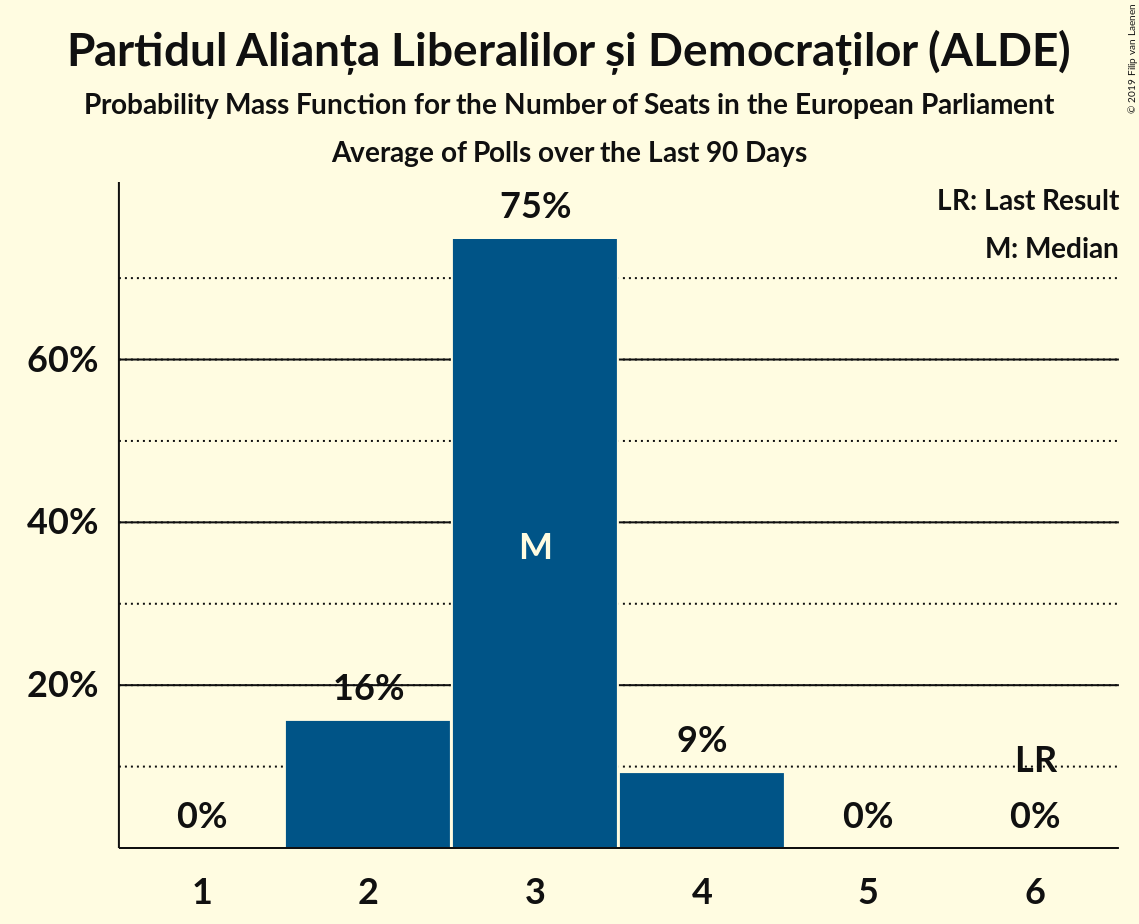 Partidul Alianța Liberalilor și Democraților (ALDE)
Probability Mass Function for the Number of Seats in the European Parliament
Average of Polls over the Last 90 Days
© 2019 Filip van Laenen
LR: Last Result
M: Median
75%
60%
40%
M
20%
16%
9%
LR
0%
0%
0%
1
2
3
4
5
6